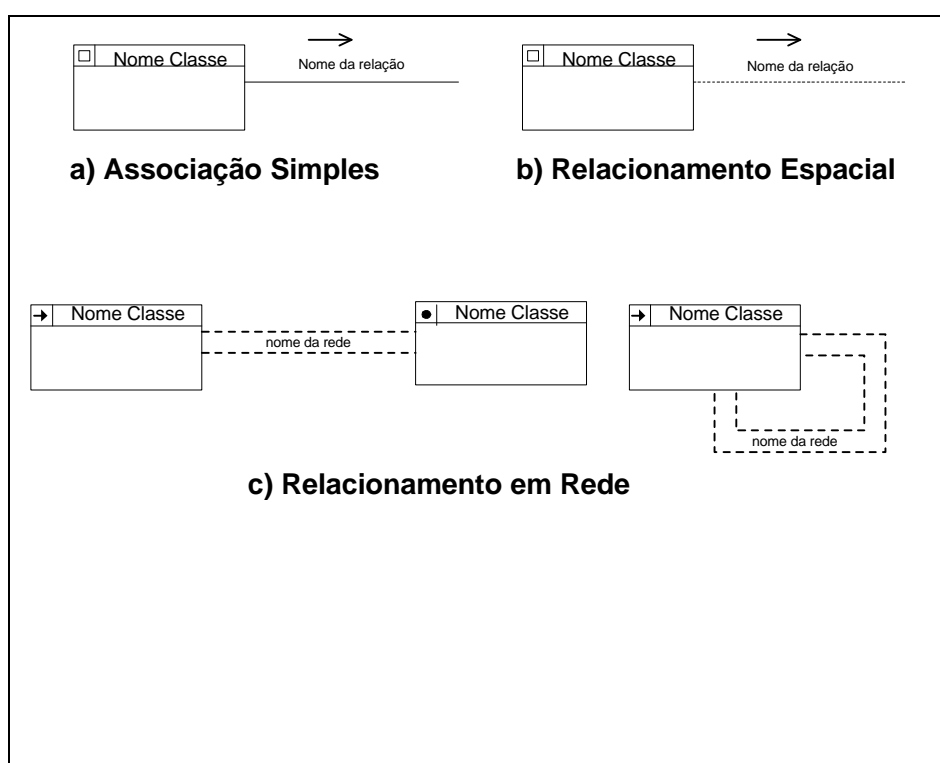 Nome Classe
Nome da relação
a) Associação Simples
Nome Classe
Nome da relação
b) Relacionamento Espacial
Nome Classe
nome da rede
Nome Classe
Nome Classe
nome da rede
c) Relacionamento em Rede